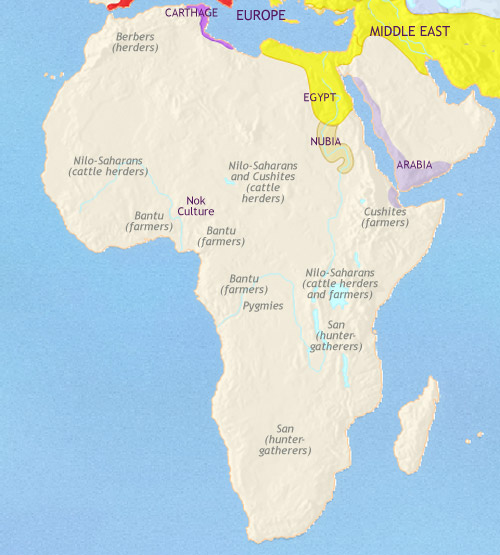 CARTHAGE
EUROPE
MIDDLE EAST
Berbers
(herders)
EGYPT
NUBIA
ARABIA
Nilo-Saharans
(cattle herders)
Nilo-Saharans
and Cushites
(cattle
herders)
Nok
Culture
Bantu
(farmers)
Bantu
(farmers)
Cushites
(farmers)
Bantu
(farmers)
Pygmies
Nilo-Saharans
(cattle herders
and farmers)
San
(hunter-
gatherers)
San
(hunter-
gatherers)